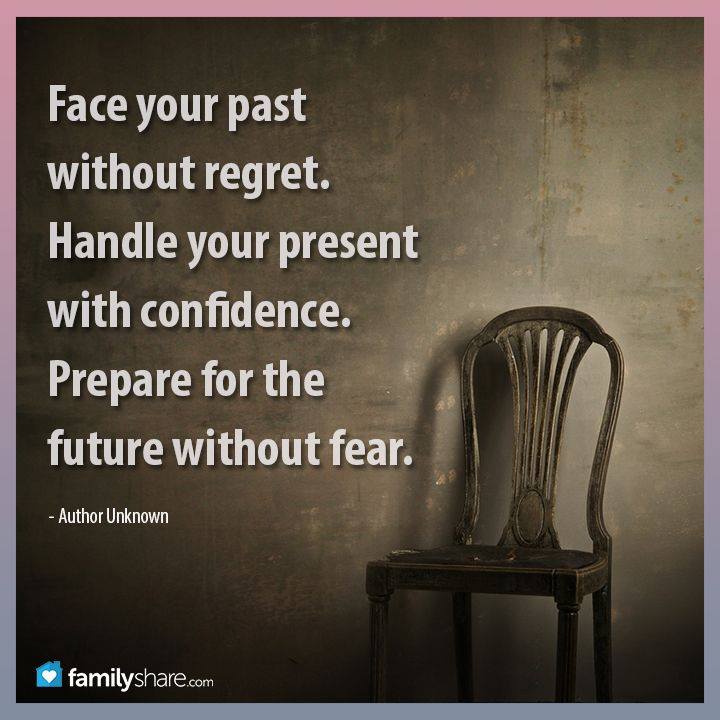 Face your past
without regret.
Handle your present
with confidence.
Prepare for the
future without fear.
- Author Unknown
familyshare.com